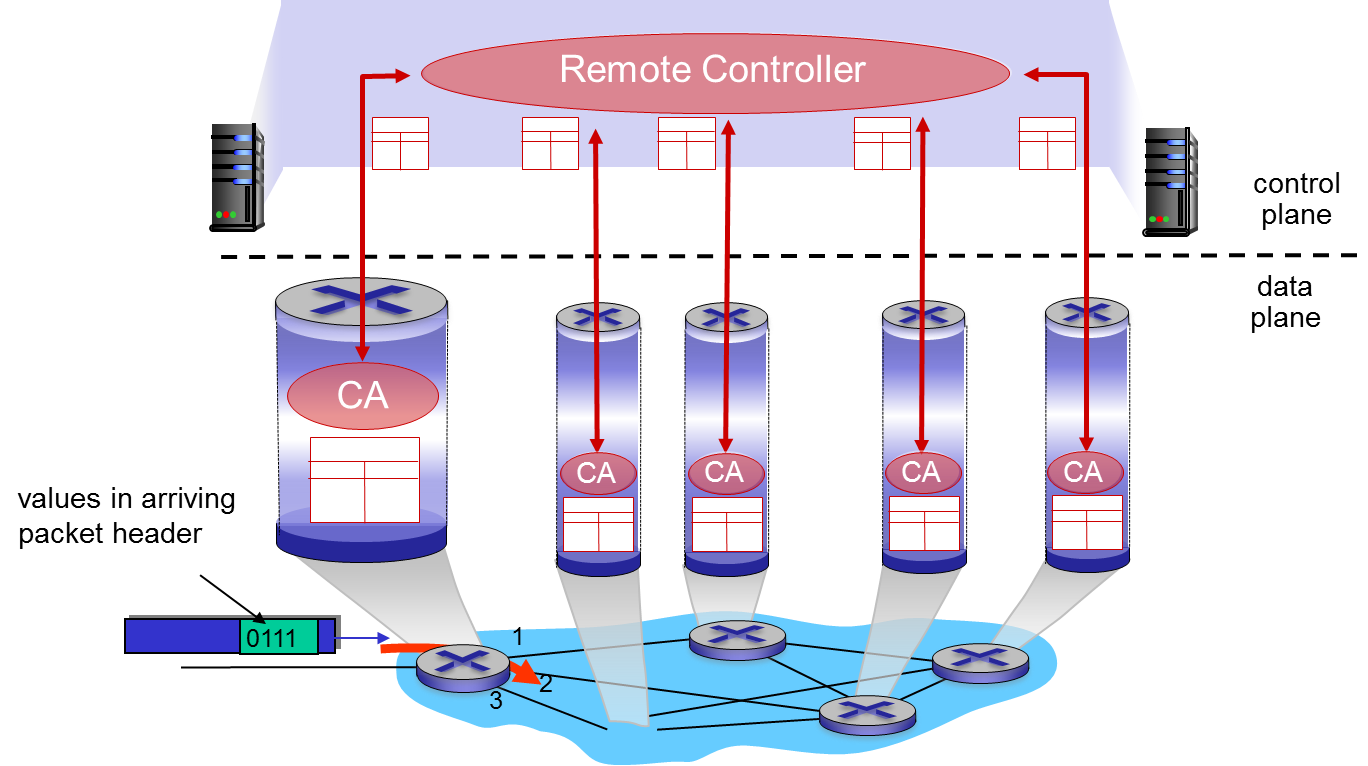 Remote Controller
control
plane
data
plane
CA
CA
CA
CA
CA
values in arriving
packet header
0111
1
2
3